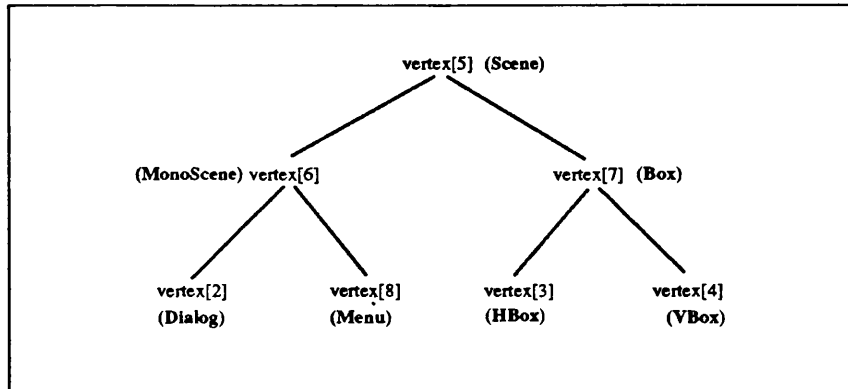 vertex[5] (Scene)
(MonoScene) vertex[6]
vertex[7] (Box)
vertex[2]
(Dialog)
vertex[8]
(Menu)
vertex[3]
(HBox)
vertex[4]
(VBox)